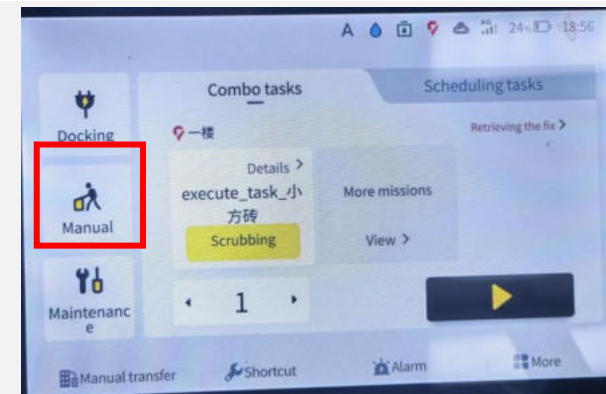 A 24% 18:56
Docking
Manual
Maintenanc
e
Combo tasks
Scheduling tasks
一楼
Retrieving the fix >
Details >
execute_task_小
方砖
Scrubbing
More missions
View >
1
Manual transfer
Shortcut
Alarm
More